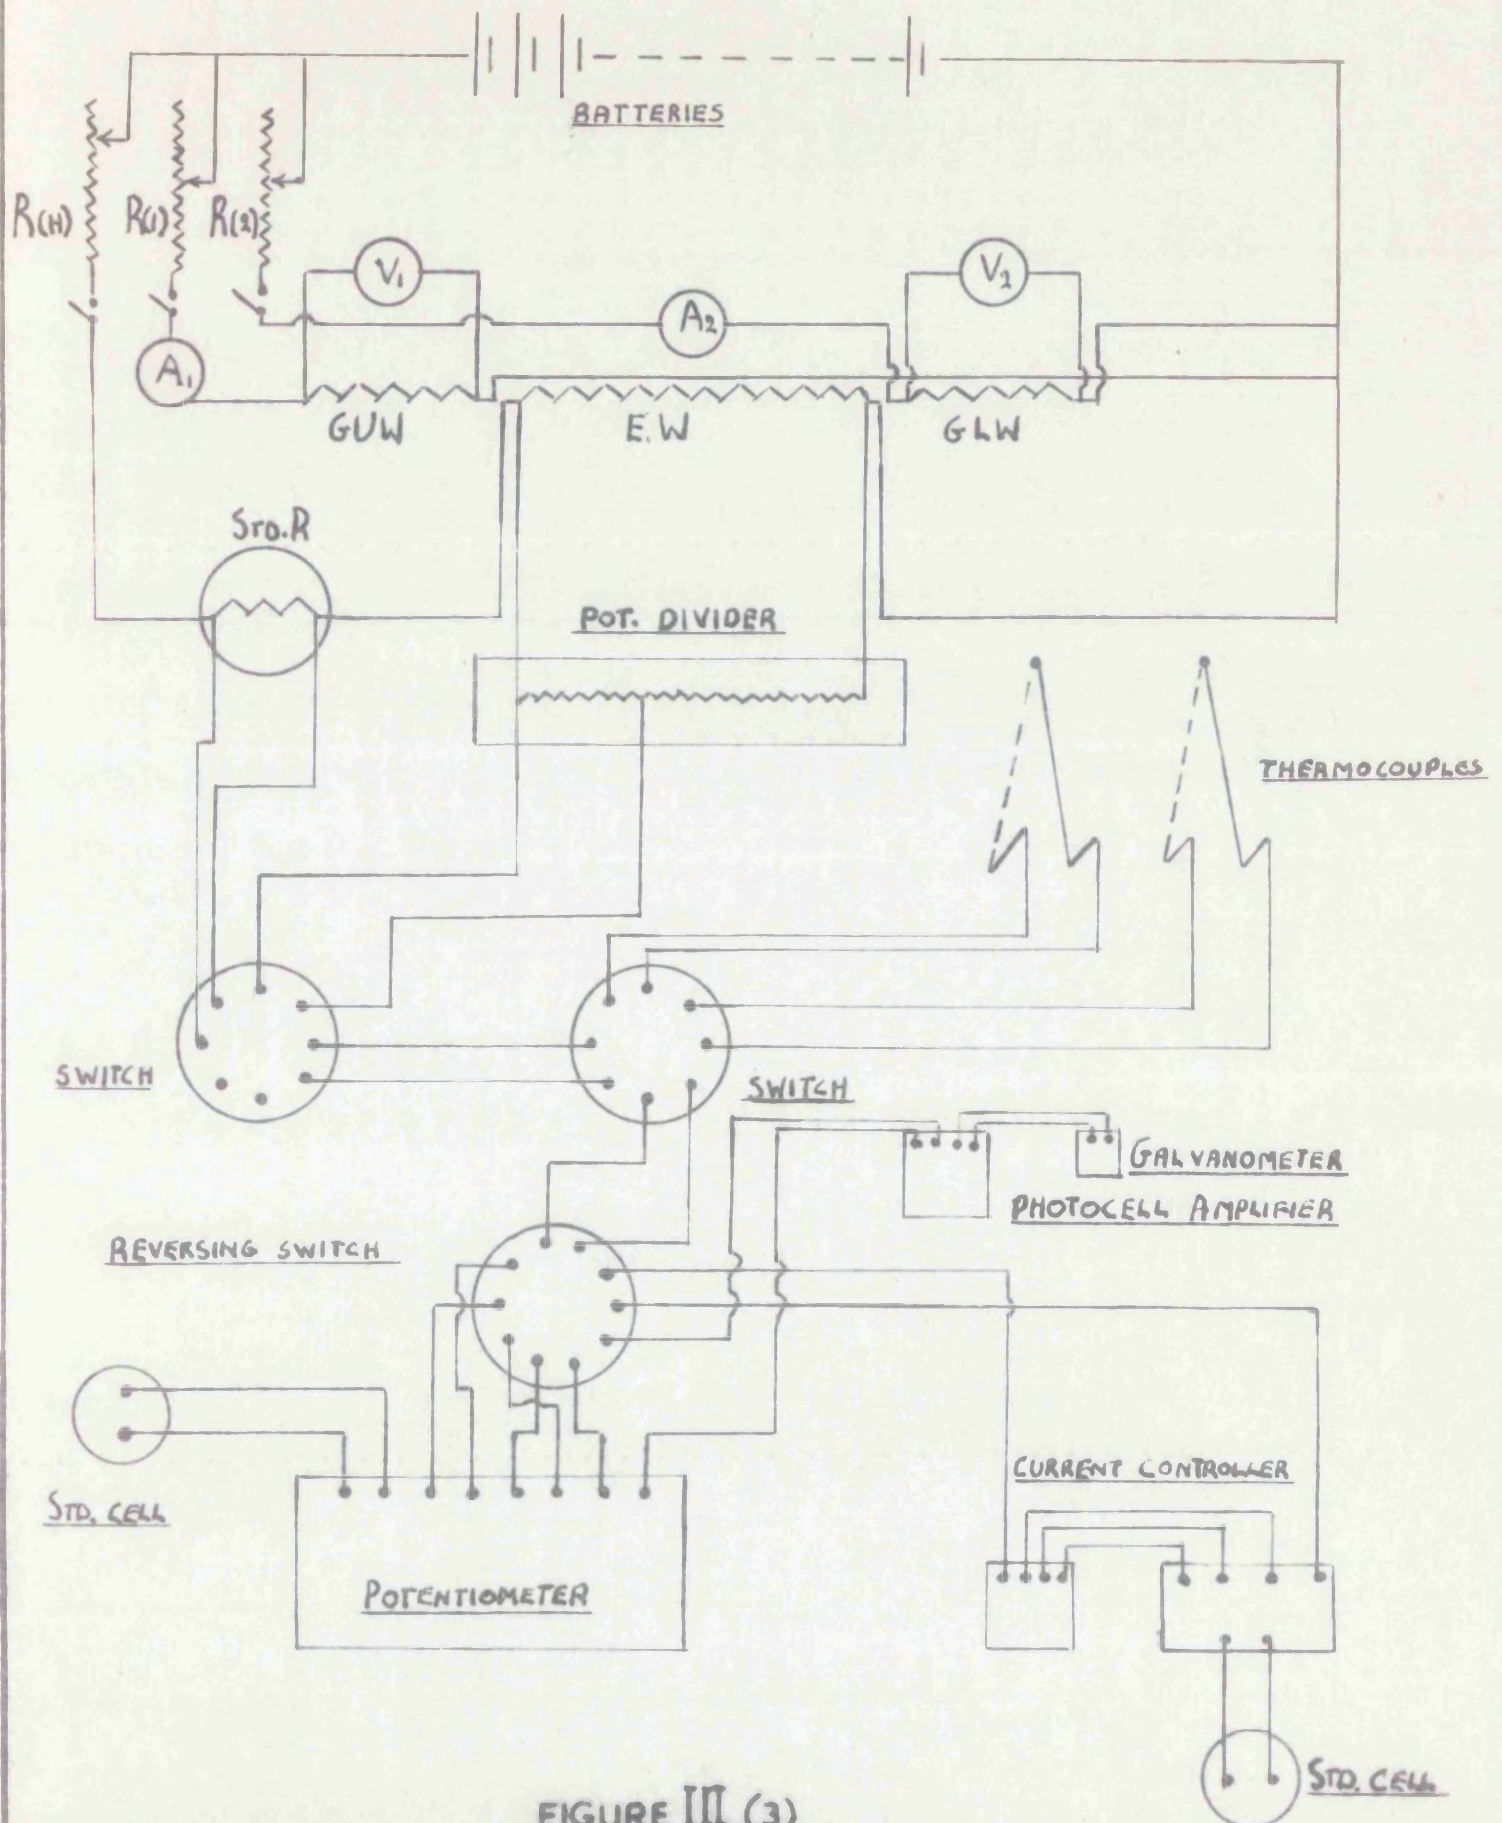 BATTERIES
R(H)
R(1)
R(2)
V1
V2
A2
A1
GUW
E.W
GLW
STD.R
POT. DIVIDER
THERMOCOUPLES
SWITCH
SWITCH
GALVANOMETER
PHOTOCELL AMPLIFIER
REVERSING SWITCH
CURRENT CONTROLLER
STD. CELL
POTENTIOMETER
STD. CELL
FIGURE III (3)